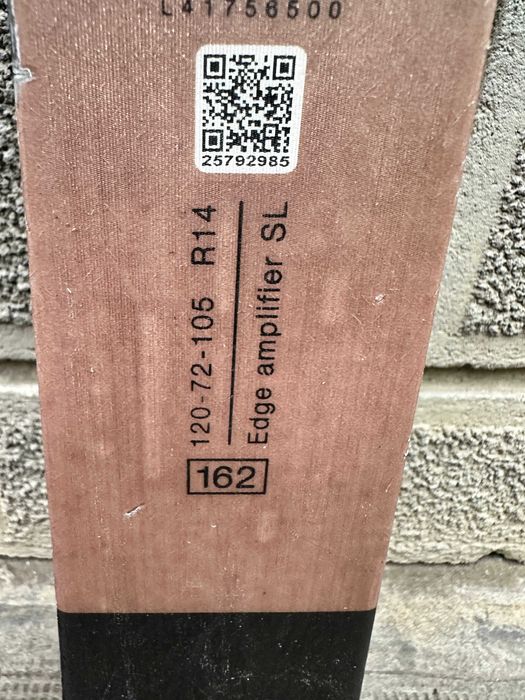 L41756500
25792985
162
120-72-105 R14
Edge amplifier SL